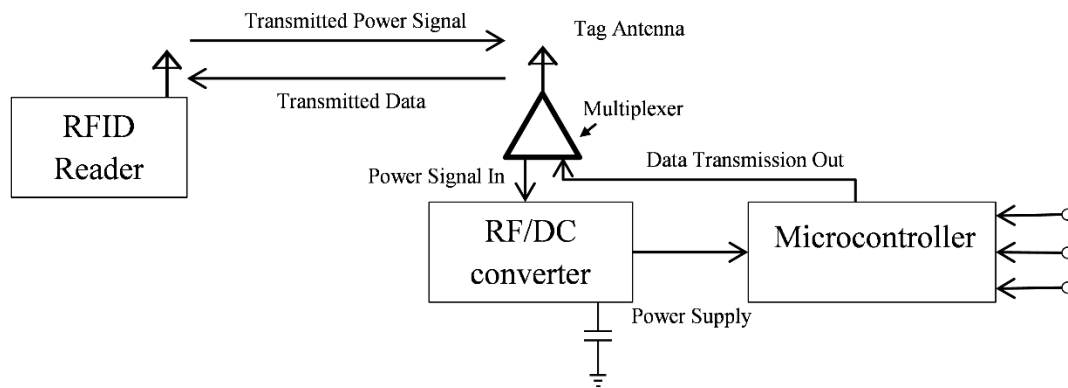 Transmitted Power Signal
Tag Antenna
Transmitted Data
RFID
Reader
Multiplexer
Data Transmission Out
Power Signal In
RF/DC
converter
Microcontroller
Power Supply